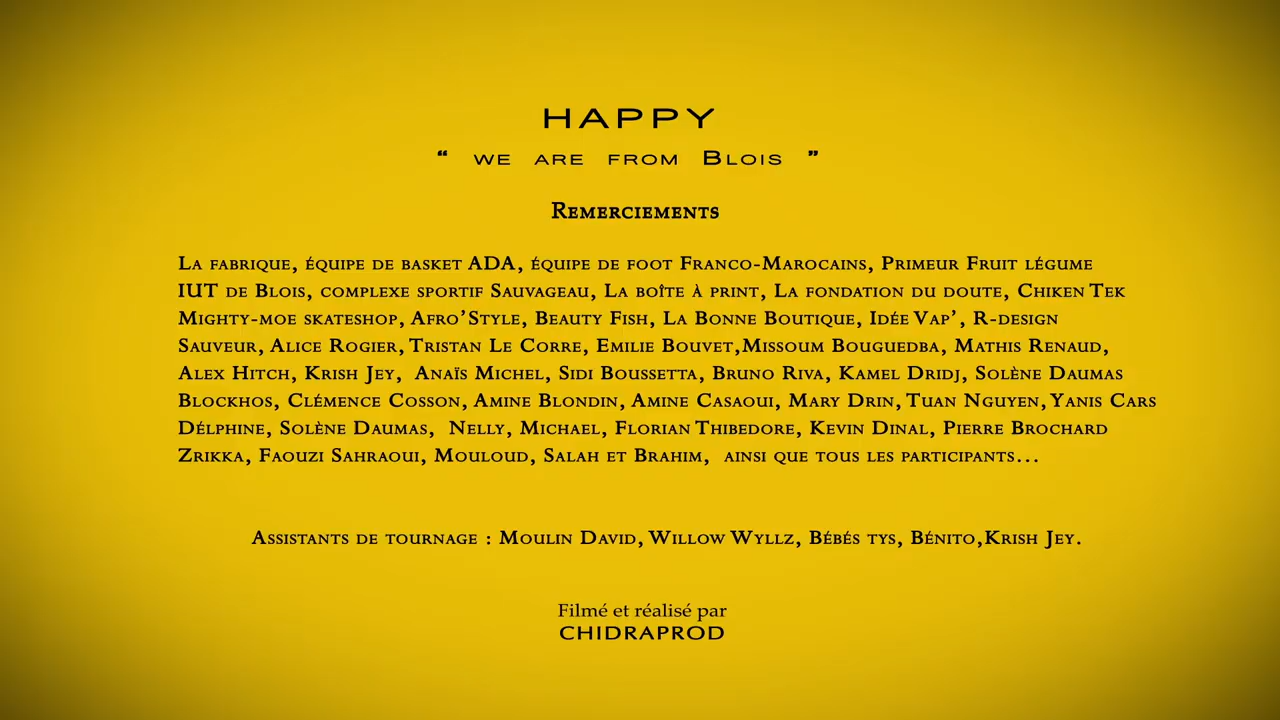 HAPPY
“ we are from Blois ”
Remerciements
La fabrique, équipe de basket ADA, équipe de foot Franco-Marocains, Primeur Fruit légume
IUT de Blois, complexe sportif Sauvageau, La boîte à print, La fondation du doute, Chiken Tek
Mighty-moe skateshop, Afro’Style, Beauty Fish, La Bonne Boutique, Idée Vap’, R-design
Sauveur, Alice Rogier, Tristan Le Corre, Emilie Bouvet,Missoum Bouguedba, Mathis Renaud,
Alex Hitch, Krish Jey, Anaïs Michel, Sidi Boussetta, Bruno Riva, Kamel Dridj, Solène Daumas
Blockhos, Clémence Cosson, Amine Blondin, Amine Casaoui, Mary Drin, Tuan Nguyen, Yanis Cars
Délphine, Solène Daumas, Nelly, Michael, Florian Thibedore, Kevin Dinal, Pierre Brochard
Zrikka, Faouzi Sahraoui, Mouloud, Salah et Brahim, ainsi que tous les participants...
Assistants de tournage : Moulin David, Willow Wyllz, Bébés tys, Bénito,Krish Jey.
Filmé et réalisé par
CHIDRAPROD